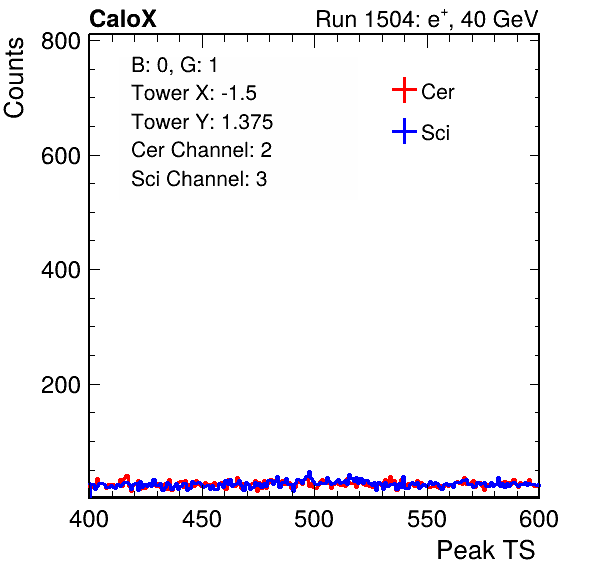 CaloX Run 1504: e⁺, 40 GeV
Counts
800
600
400
200
B: 0, G: 1
Tower X: -1.5
Tower Y: 1.375
Cer Channel: 2
Sci Channel: 3
Cer
Sci
400 450 500 550 600
Peak TS